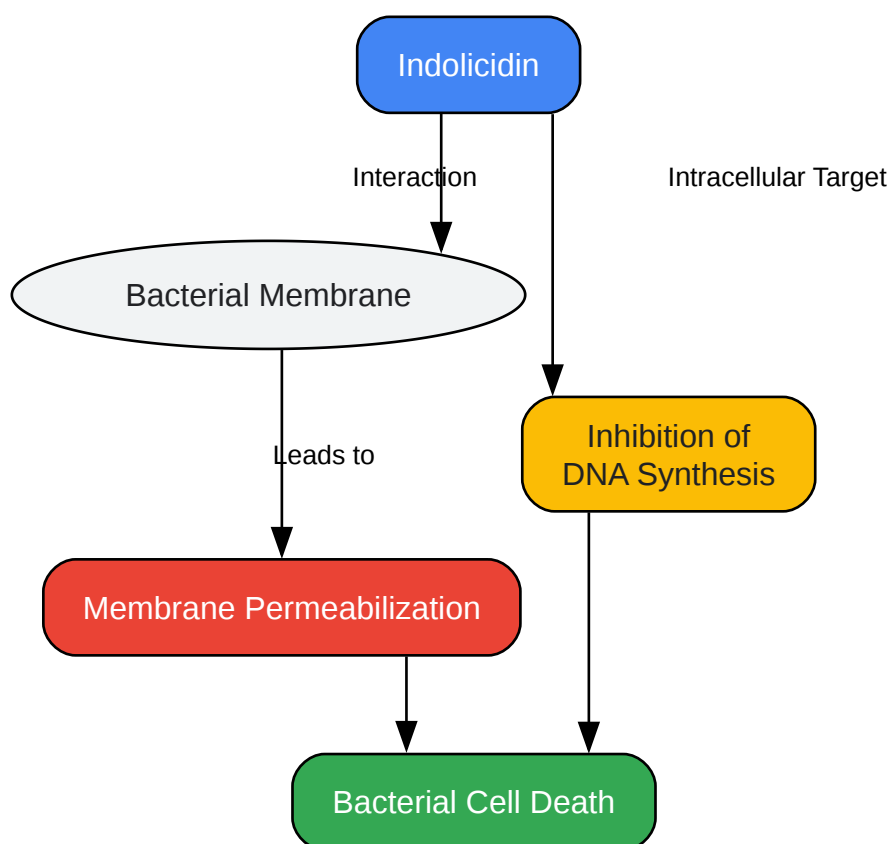 Indolicidin
Interaction
Intracellular Target
Bacterial Membrane
Inhibition of
DNA Synthesis
Leads to
Membrane Permeabilization
Bacterial Cell Death